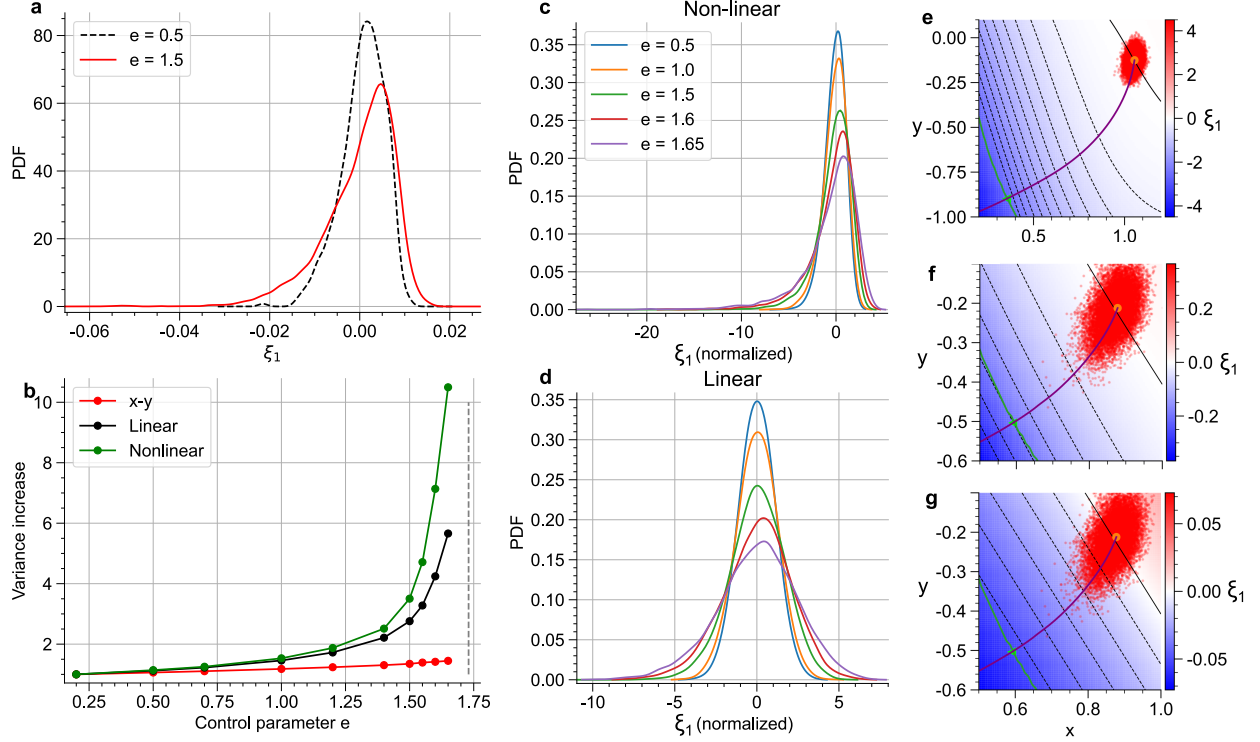 a
e = 0.5
e = 1.5
PDF
80
60
40
20
0
-0.06
-0.04
-0.02
0.00
0.02
ξ1
b
x-y
Linear
Nonlinear
Variance increase
10
8
6
4
2
0.25
0.50
0.75
1.00
1.25
1.50
1.75
Control parameter e
c
Non-linear
e = 0.5
e = 1.0
e = 1.5
e = 1.6
e = 1.65
PDF
0.35
0.30
0.25
0.20
0.15
0.10
0.05
0.00
-20
-10
0
ξ1 (normalized)
d
Linear
PDF
0.35
0.30
0.25
0.20
0.15
0.10
0.05
0.00
-10
-5
0
5
ξ1 (normalized)
e
y
0.00
-0.25
-0.50
-0.75
-1.00
0.5
1.0
4
2
0
-2
-4
ξ1
f
y
-0.2
-0.3
-0.4
-0.5
-0.6
0.2
0.0
-0.2
ξ1
g
y
-0.2
-0.3
-0.4
-0.5
-0.6
0.6
0.8
1.0
x
0.05
0.00
-0.05
ξ1